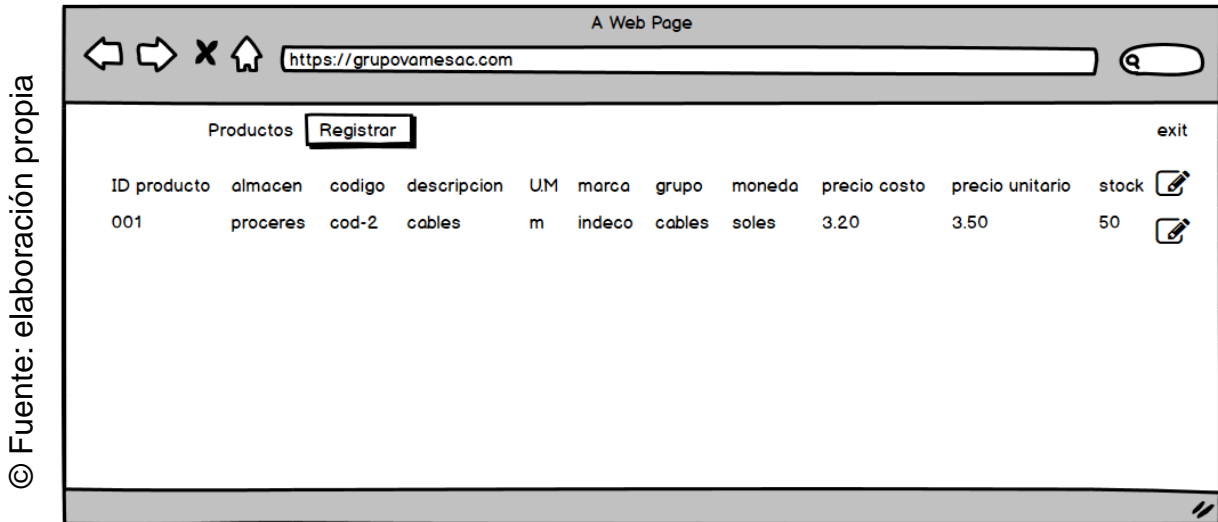 A Web Page
https://grupovamesac.com
Productos Registrar exit
ID producto almacen codigo descripcion U.M marca grupo moneda precio costo precio unitario stock
001 proceres cod-2 cables m indeco cables soles 3.20 3.50 50
© Fuente: elaboración propia